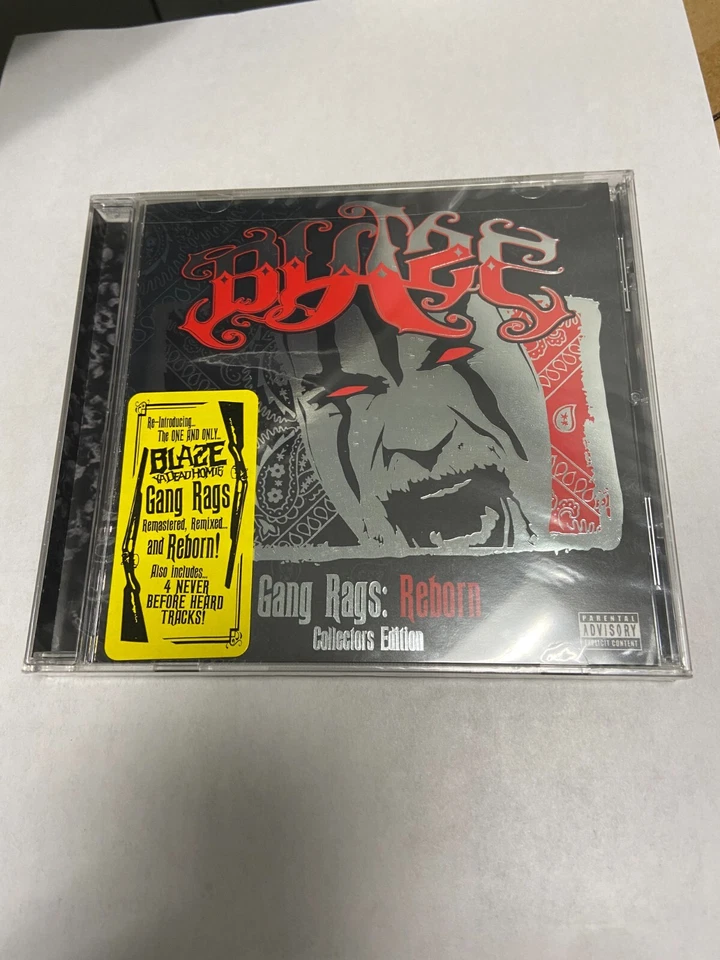 BLAZE
Re-Introducing...
The ONE AND ONLY...
BLAZE
YA DEAD HOMIE
Gang Rags
Remastered, Remixed...
and Reborn!
Also includes...
4 NEVER
BEFORE HEARD
TRACKS!
Gang Rags: Reborn
Collectors Edition
PARENTAL
ADVISORY
EXPLICIT CONTENT